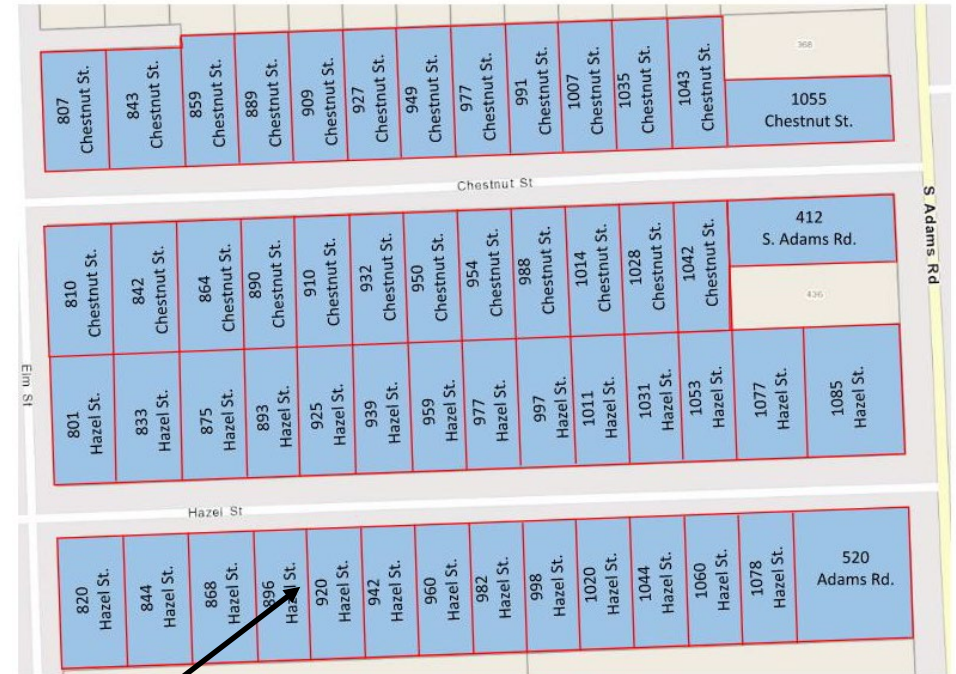 368
807
Chestnut St.
843
Chestnut St.
859
Chestnut St.
889
Chestnut St.
909
Chestnut St.
927
Chestnut St.
949
Chestnut St.
977
Chestnut St.
991
Chestnut St.
1007
Chestnut St.
1035
Chestnut St.
1043
Chestnut St.
1055
Chestnut St.
Chestnut St
S Adams Rd
810
Chestnut St.
842
Chestnut St.
864
Chestnut St.
890
Chestnut St.
910
Chestnut St.
932
Chestnut St.
950
Chestnut St.
954
Chestnut St.
988
Chestnut St.
1014
Chestnut St.
1028
Chestnut St.
1042
Chestnut St.
412
S. Adams Rd.
436
Elm St
801
Hazel St.
833
Hazel St.
875
Hazel St.
893
Hazel St.
925
Hazel St.
939
Hazel St.
959
Hazel St.
977
Hazel St.
997
Hazel St.
1011
Hazel St.
1031
Hazel St.
1053
Hazel St.
1077
Hazel St.
1085
Hazel St.
Hazel St
820
Hazel St.
844
Hazel St.
868
Hazel St.
896
Hazel St.
920
Hazel St.
942
Hazel St.
960
Hazel St.
982
Hazel St.
998
Hazel St.
1020
Hazel St.
1044
Hazel St.
1060
Hazel St.
1078
Hazel St.
520
Adams Rd.